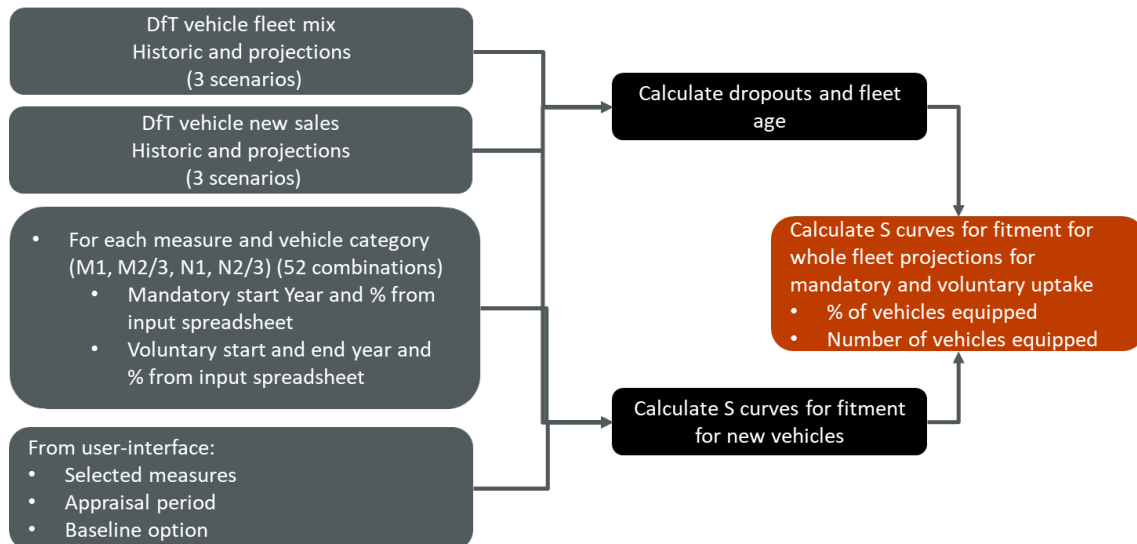 DfT vehicle fleet mix
Historic and projections
(3 scenarios)
DfT vehicle new sales
Historic and projections
(3 scenarios)
• For each measure and vehicle category
(M1, M2/3, N1, N2/3) (52 combinations)
• Mandatory start Year and % from
input spreadsheet
• Voluntary start and end year and
% from input spreadsheet
From user-interface:
• Selected measures
• Appraisal period
• Baseline option
Calculate dropouts and fleet
age
Calculate S curves for fitment
for new vehicles
Calculate S curves for fitment for
whole fleet projections for
mandatory and voluntary uptake
• % of vehicles equipped
• Number of vehicles equipped